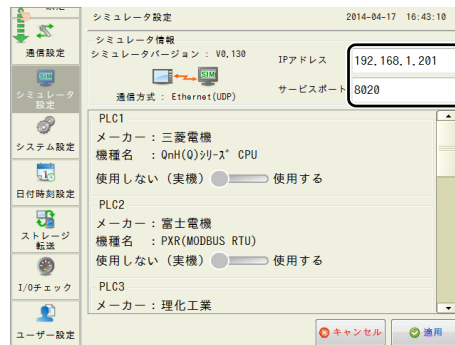 シミュレータ設定
2014-04-17 16:43:10
通信設定
シミュレータ
設定
システム設定
日付時刻設定
ストレージ
転送
I/Oチェック
ユーザー設定
シミュレータ情報
シミュレータバージョン : V0.130
SIM
通信方式 : Ethernet(UDP)
IPアドレス
192.168.1.201
サービスポート
8020
PLC1
メーカー:三菱電機
機種名 :QnH(Q)シリーズ CPU
使用しない(実機) 使用する
PLC2
メーカー:富士電機
機種名 :PXR(MODBUS RTU)
使用しない(実機) 使用する
PLC3
メーカー:理化工業
キャンセル
適用